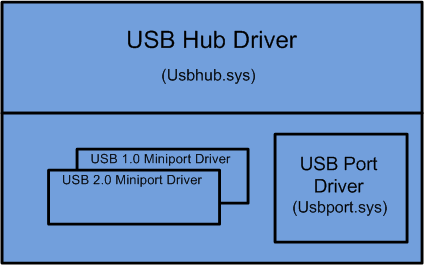 USB Hub Driver
(Usbhub.sys)
USB 1.0 Miniport Driver
USB 2.0 Miniport Driver
USB Port
Driver
(Usbport.sys)